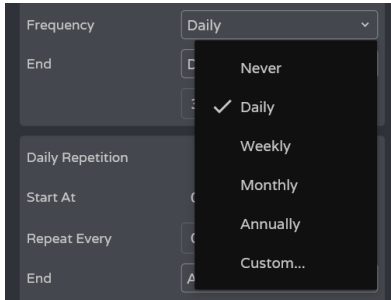 Frequency Daily
End D
Never
Daily
Weekly
Daily Repetition
Monthly
Start At
Annually
Repeat Every
Custom...
End A